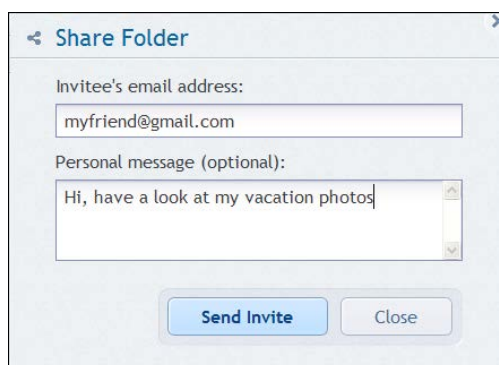 Share Folder
Invitee's email address:
myfriend@gmail.com
Personal message (optional):
Hi, have a look at my vacation photos
Send Invite
Close